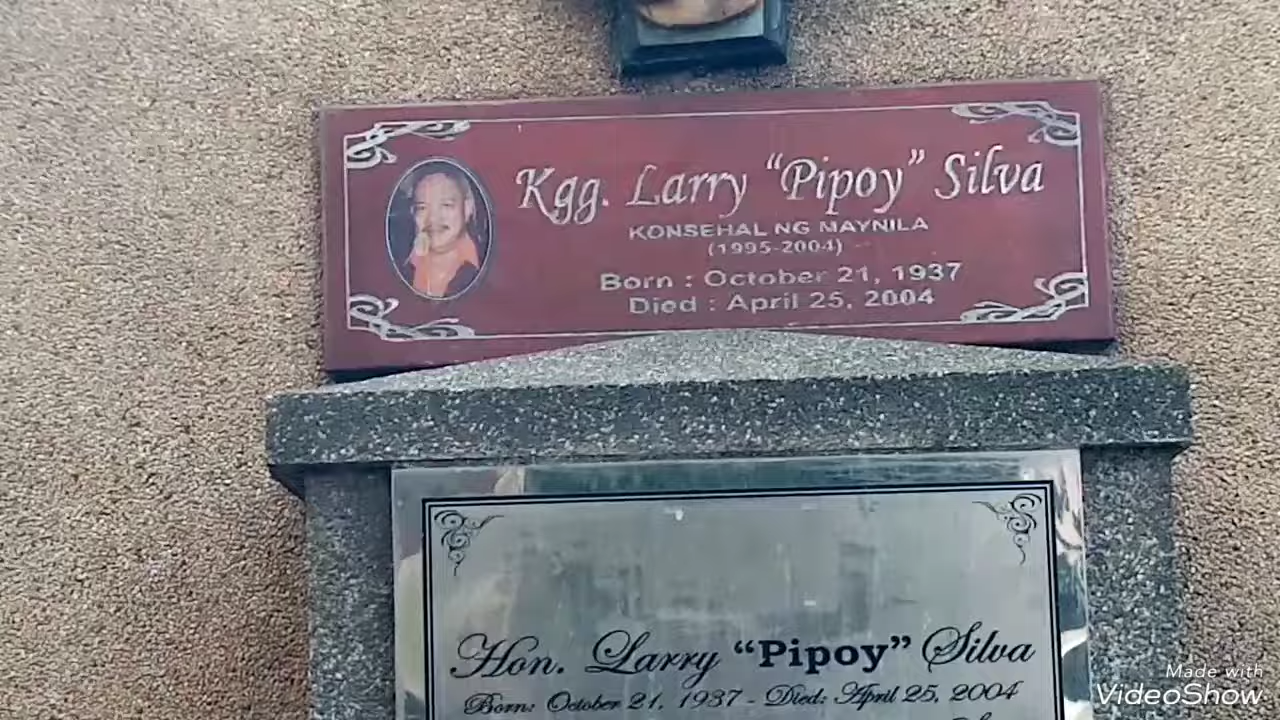 Kgg. Larry “Pipoy” Silva
KONSEHAL NG MAYNILA
(1995-2004)
Born : October 21, 1937
Died : April 25, 2004
Hon. Larry “Pipoy” Silva
Born: October 21, 1937 - Died: April 25, 2004
Made with
VideoShow